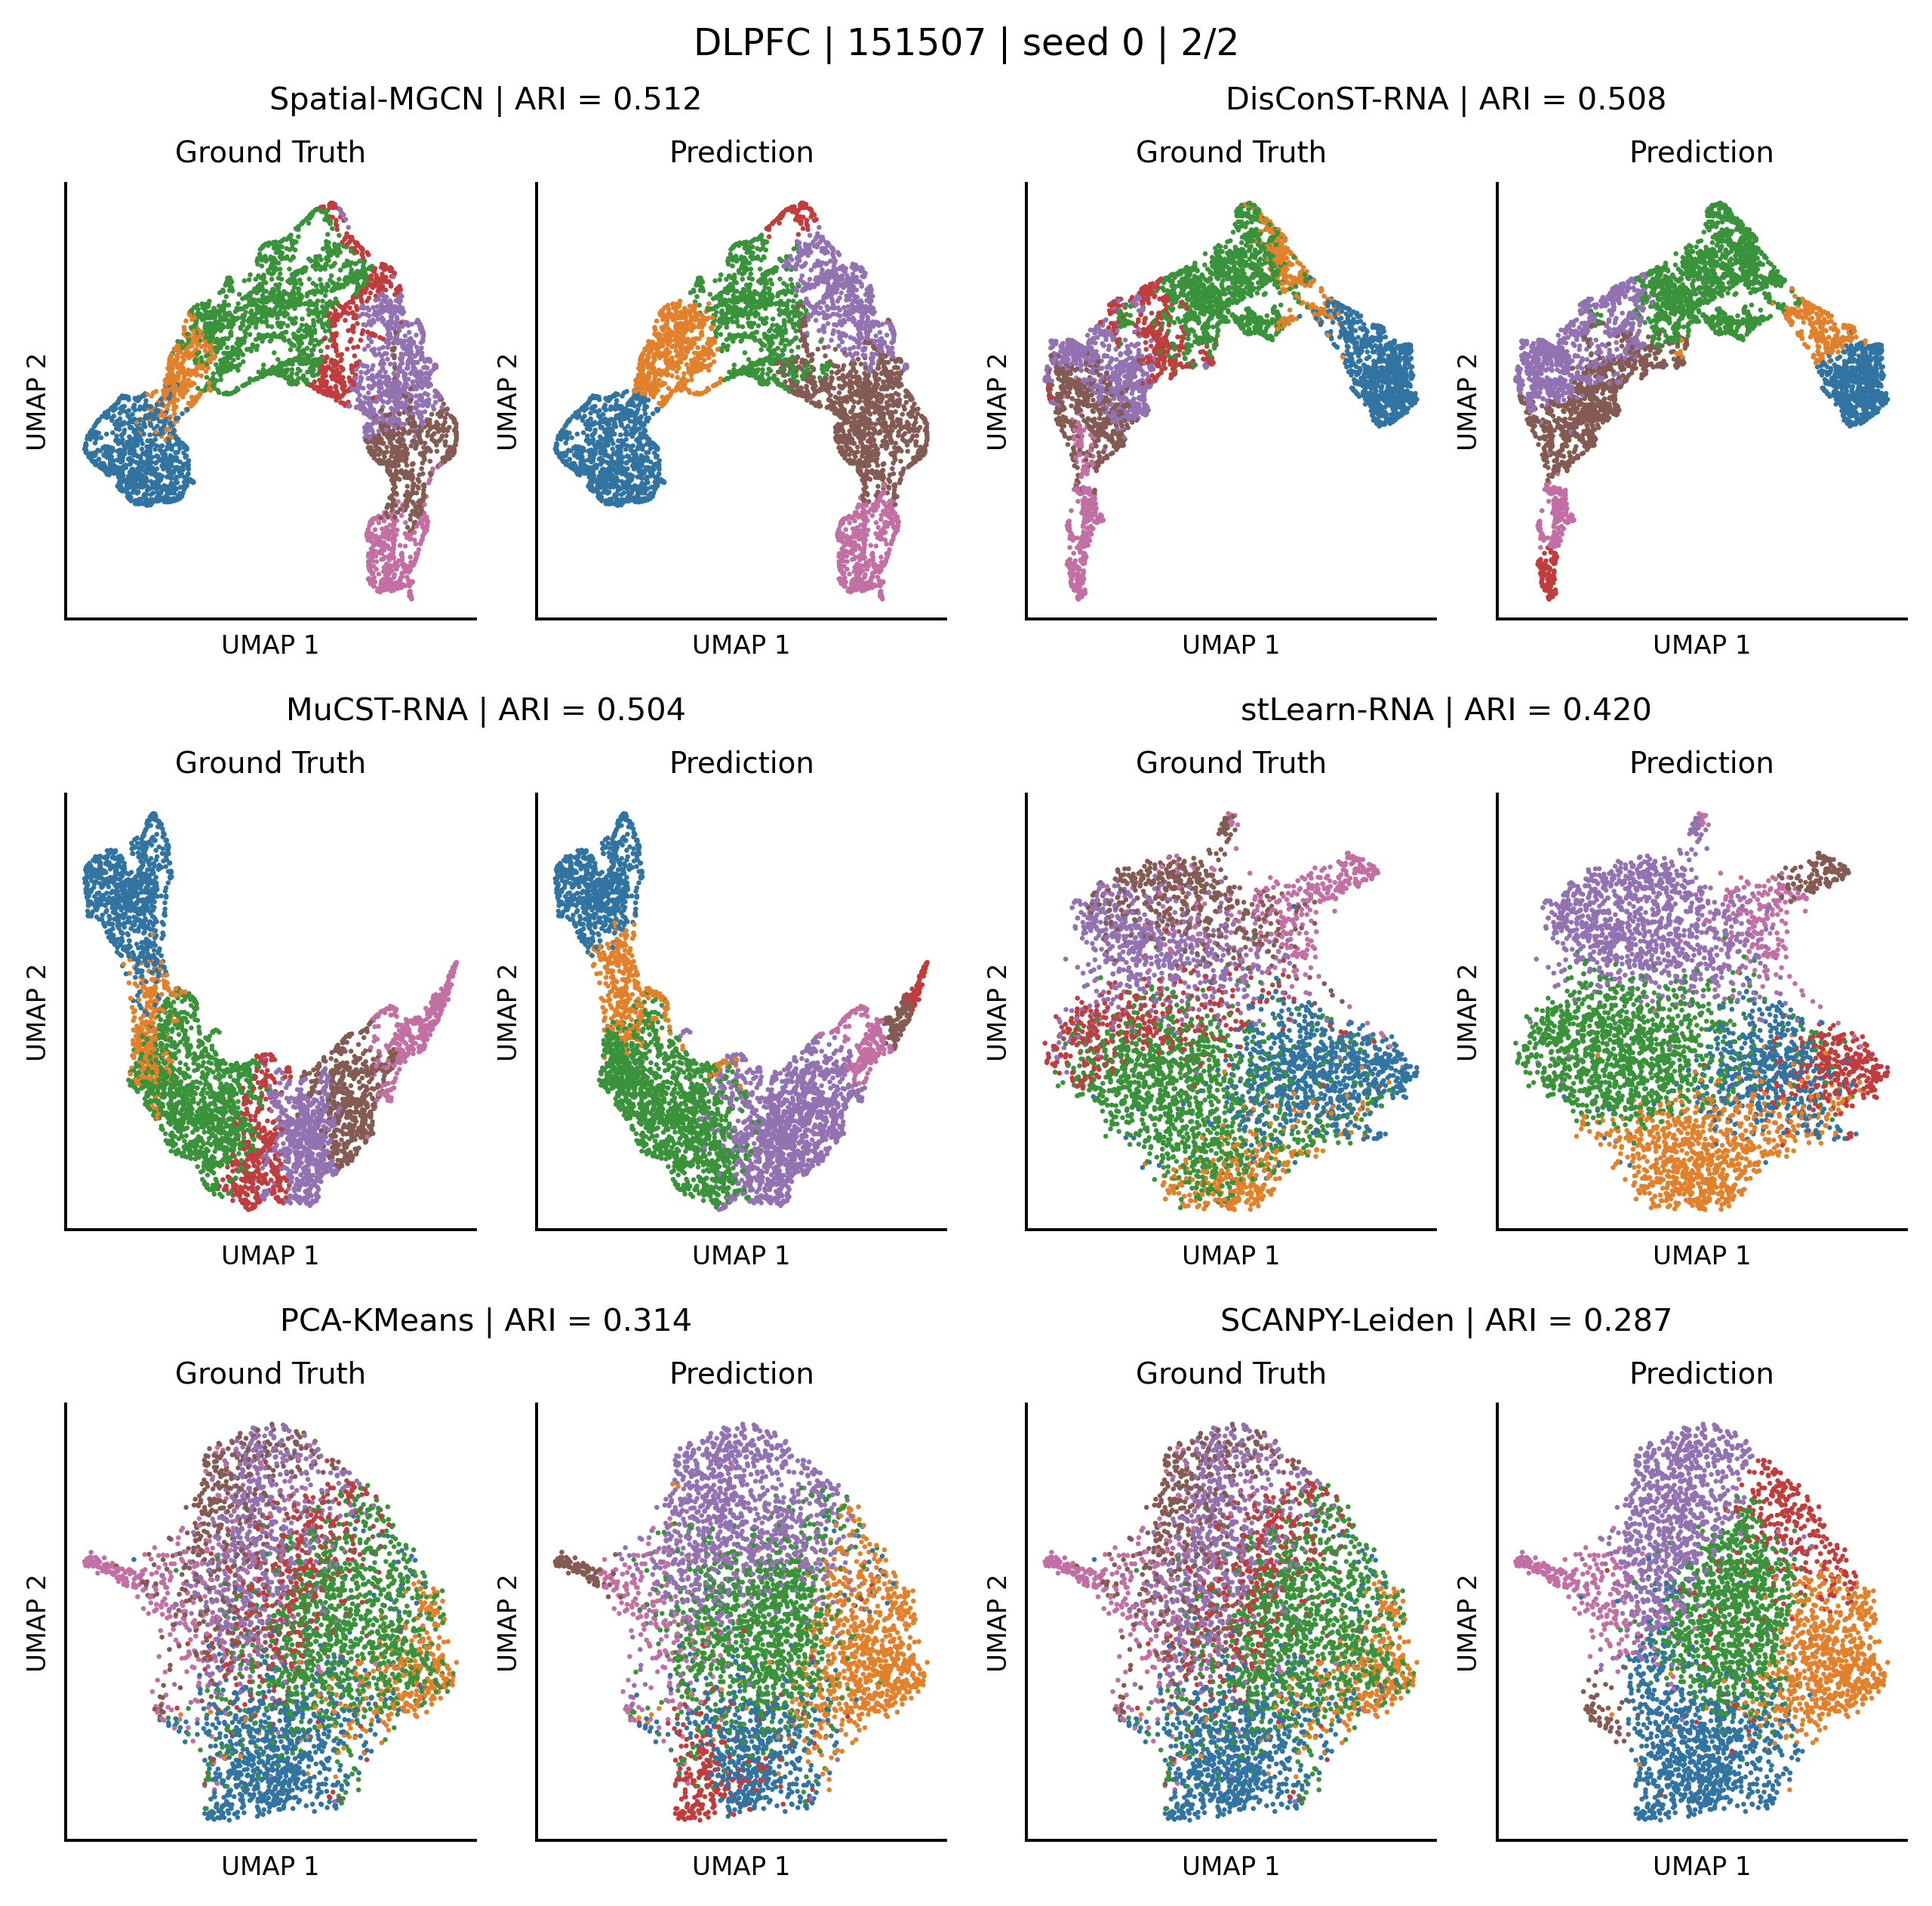 DLPFC | 151507 | seed 0 | 2/2
Spatial-MGCN | ARI = 0.512
Ground Truth
Prediction
UMAP 2
UMAP 1
UMAP 2
UMAP 1
DisConST-RNA | ARI = 0.508
Ground Truth
Prediction
UMAP 2
UMAP 1
UMAP 2
UMAP 1
MuCST-RNA | ARI = 0.504
Ground Truth
Prediction
UMAP 2
UMAP 1
UMAP 2
UMAP 1
stLearn-RNA | ARI = 0.420
Ground Truth
Prediction
UMAP 2
UMAP 1
UMAP 2
UMAP 1
PCA-KMeans | ARI = 0.314
Ground Truth
Prediction
UMAP 2
UMAP 1
UMAP 2
UMAP 1
SCANPY-Leiden | ARI = 0.287
Ground Truth
Prediction
UMAP 2
UMAP 1
UMAP 2
UMAP 1